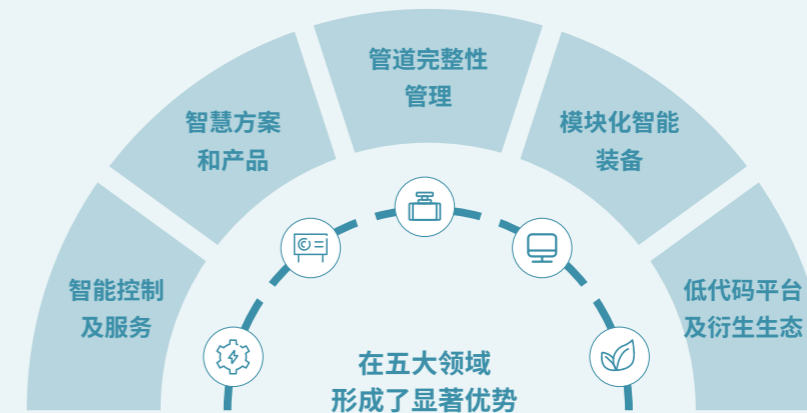 管道完整性
管理
智慧方案
和产品
模块化智能
装备
智能控制
及服务
低代码平台
及衍生生态
在五大领域
形成了显著优势